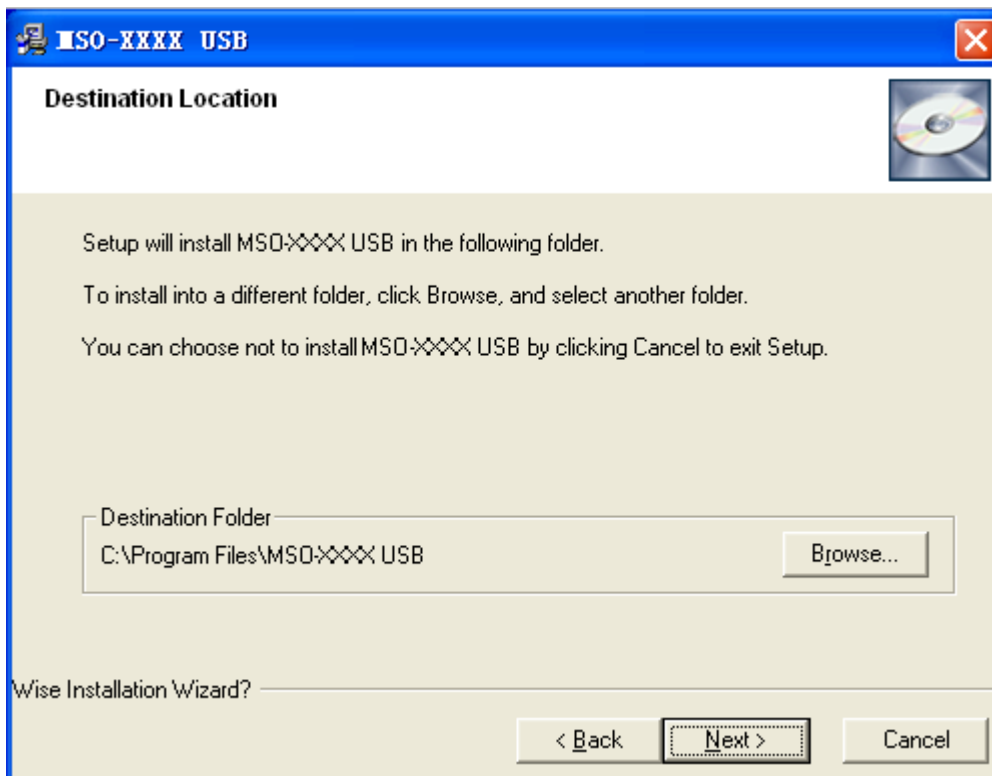 MSO-XXXX USB
Destination Location
Setup will install MSO-XXXX USB in the following folder.
To install into a different folder, click Browse, and select another folder.
You can choose not to install MSO-XXXX USB by clicking Cancel to exit Setup.
Destination Folder
C:\Program Files\MSO-XXXX USB
Browse...
Wise Installation Wizard?
< Back
Next >
Cancel